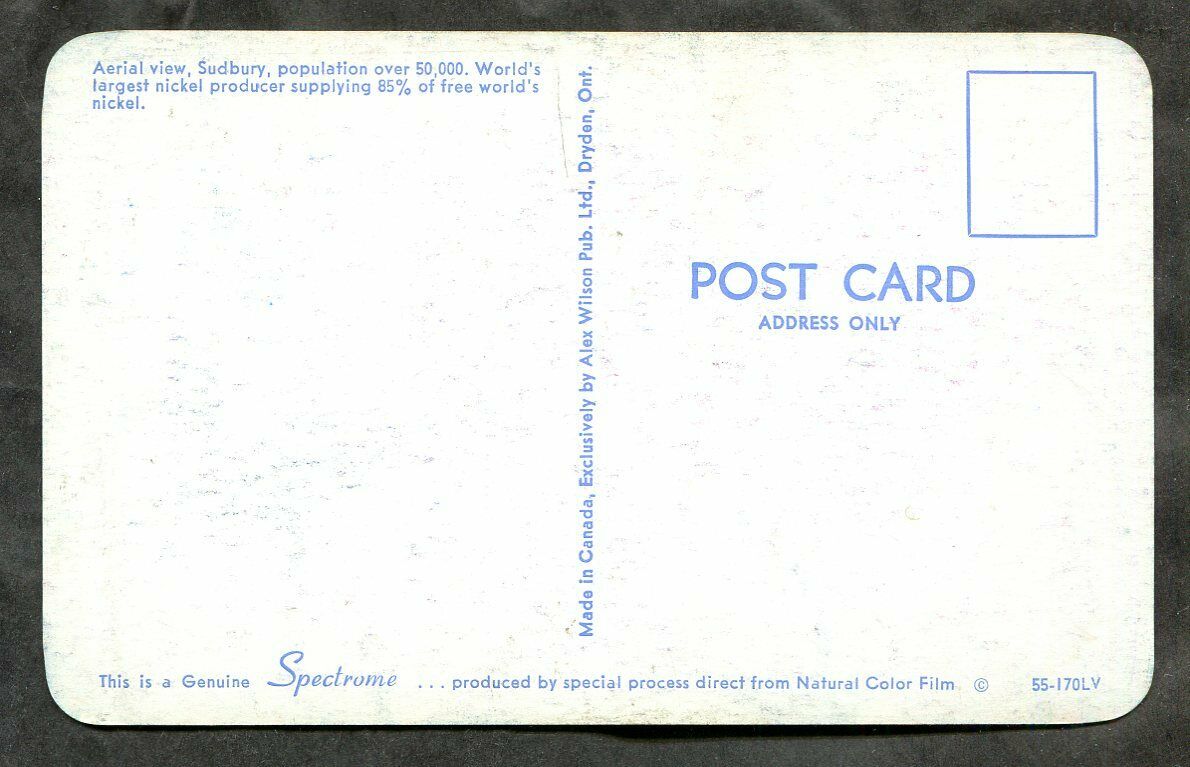 Aerial view, Sudbury, population over 50,000. World's
largest nickel producer supplying 85% of free world's
nickel.
Made in Canada, Exclusively by Alex Wilson Pub. Ltd., Dryden, Ont.
POST CARD
ADDRESS ONLY
This is a Genuine Spectrome ... produced by special process direct from Natural Color Film © 55-170LV